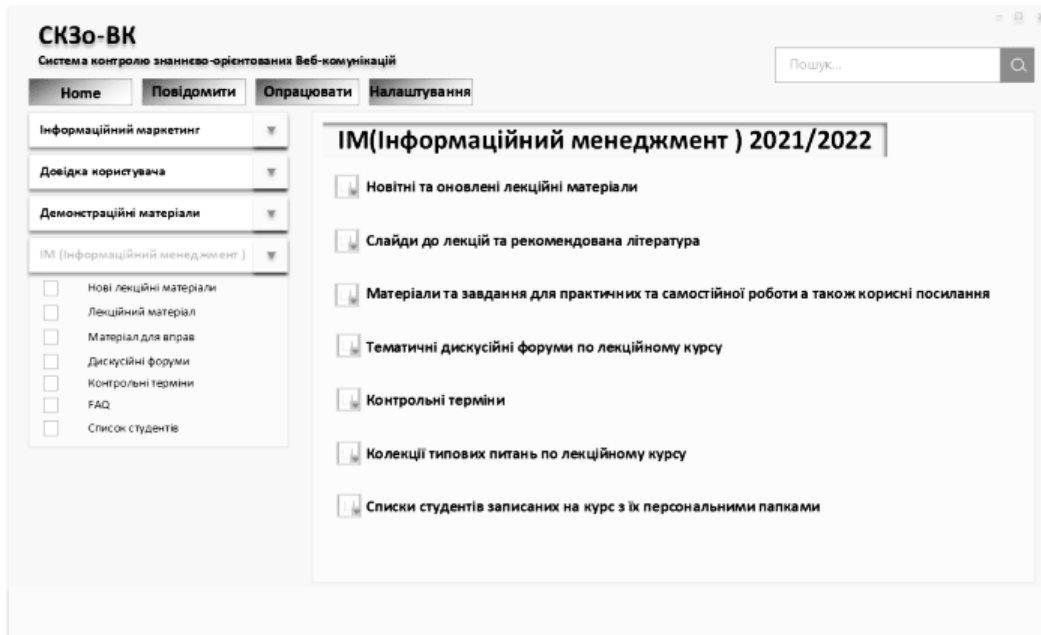 СКЗо-ВК
Система контролю знаннєво-орієнтованих Веб-комунікацій
Пошук...
Home Повідомити Опрацювати Налаштування
Інформаційний маркетинг
Довідка користувача
Демонстраційні матеріали
ІМ (Інформаційний менеджмент )
Нові лекційні матеріали
Лекційний матеріал
Матеріал для вправ
Дискусійні форуми
Контрольні терміни
FAQ
Список студентів
ІМ(Інформаційний менеджмент ) 2021/2022
Новітні та оновлені лекційні матеріали
Слайди до лекцій та рекомендована література
Матеріали та завдання для практичних та самостійної роботи а також корисні посилання
Тематичні дискусійні форуми по лекційному курсу
Контрольні терміни
Колекції типових питань по лекційному курсу
Списки студентів записаних на курс з їх персональними папками